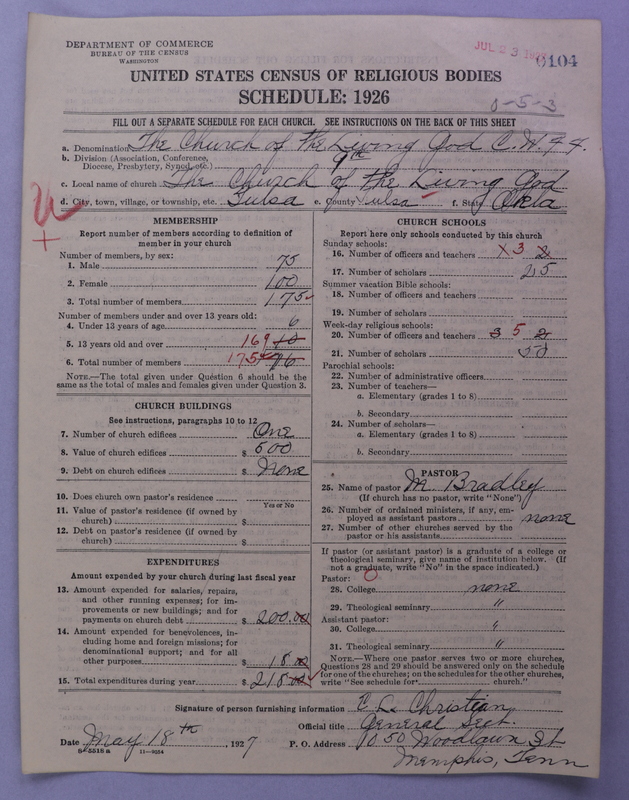 DEPARTMENT OF COMMERCE
BUREAU OF THE CENSUS
WASHINGTON
JUL 23 1927
0104
UNITED STATES CENSUS OF RELIGIOUS BODIES
SCHEDULE: 1926
0-5-3
FILL OUT A SEPARATE SCHEDULE FOR EACH CHURCH. SEE INSTRUCTIONS ON THE BACK OF THIS SHEET
a. Denomination The Church of the Living God C.W.F.F.
b. Division (Association, Conference, Diocese, Presbytery, Synod, etc.) 9th
c. Local name of church The Church of the Living God
d. City, town, village, or township, etc. Tulsa e. County Tulsa f. State Okla
MEMBERSHIP
Report number of members according to definition of member in your church
Number of members, by sex:
1. Male 75
2. Female 100
3. Total number of members 175
Number of members under and over 13 years old:
4. Under 13 years of age 6
5. 13 years old and over 169 10
6. Total number of members 175 16
NOTE.—The total given under Question 6 should be the same as the total of males and females given under Question 3.
CHURCH BUILDINGS
See instructions, paragraphs 10 to 12
7. Number of church edifices One
8. Value of church edifices $ 500
9. Debt on church edifices $ None
10. Does church own pastor's residence
Yes or No
11. Value of pastor's residence (if owned by church) $
12. Debt on pastor's residence (if owned by church) $
EXPENDITURES
Amount expended by your church during last fiscal year
13. Amount expended for salaries, repairs, and other running expenses; for improvements or new buildings; and for payments on church debt $ 200.00
14. Amount expended for benevolences, including home and foreign missions; for denominational support; and for all other purposes $ 18.00
15. Total expenditures during year $ 218.00
CHURCH SCHOOLS
Report here only schools conducted by this church
Sunday schools:
16. Number of officers and teachers X 3 2
17. Number of scholars 25
Summer vacation Bible schools:
18. Number of officers and teachers
19. Number of scholars
Week-day religious schools:
20. Number of officers and teachers 3 5 2
21. Number of scholars
Parochial schools:
22. Number of administrative officers
23. Number of teachers—
a. Elementary (grades 1 to 8)
b. Secondary
24. Number of scholars—
a. Elementary (grades 1 to 8)
b. Secondary
PASTOR
25. Name of pastor M. Bradley
(If church has no pastor, write "None")
26. Number of ordained ministers, if any, employed as assistant pastors none
27. Number of other churches served by the pastor or his assistants
If pastor (or assistant pastor) is a graduate of a college or theological seminary, give name of institution below. (If not a graduate, write "No" in the space indicated.)
Pastor: 0
28. College none
29. Theological seminary "
Assistant pastor:
30. College "
31. Theological seminary "
NOTE.—Where one pastor serves two or more churches, Questions 28 and 29 should be answered only on the schedule for one of the churches; on the schedules for the other churches, write "See schedule for church."
Signature of person furnishing information E L. Christian
Official title General Sect.
Date May 18th, 1927 P. O. Address 1050 Woodlawn St
Memphis, Tenn
8-5515 a 11-9054